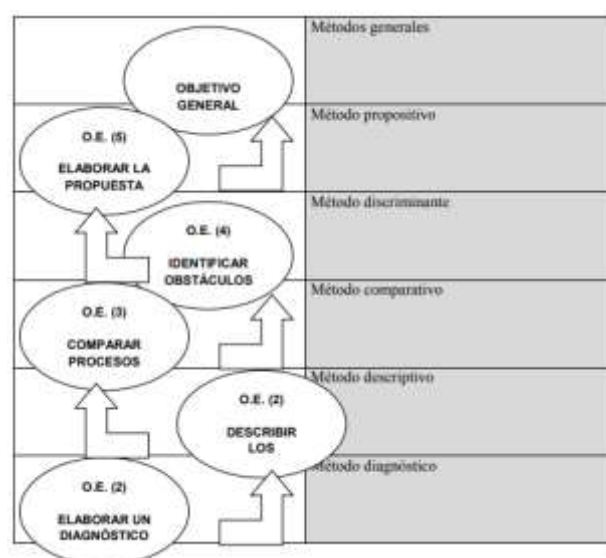 Métodos generales
OBJETIVO
GENERAL
Método propositivo
O.E. (5)
ELABORAR LA
PROPUESTA
Método discriminante
O.E. (4)
IDENTIFICAR
OBSTÁCULOS
Método comparativo
O.E. (3)
COMPARAR
PROCESOS
Método descriptivo
O.E. (2)
DESCRIBIR
LOS
Método diagnóstico
O.E. (2)
ELABORAR UN
DIAGNÓSTICO